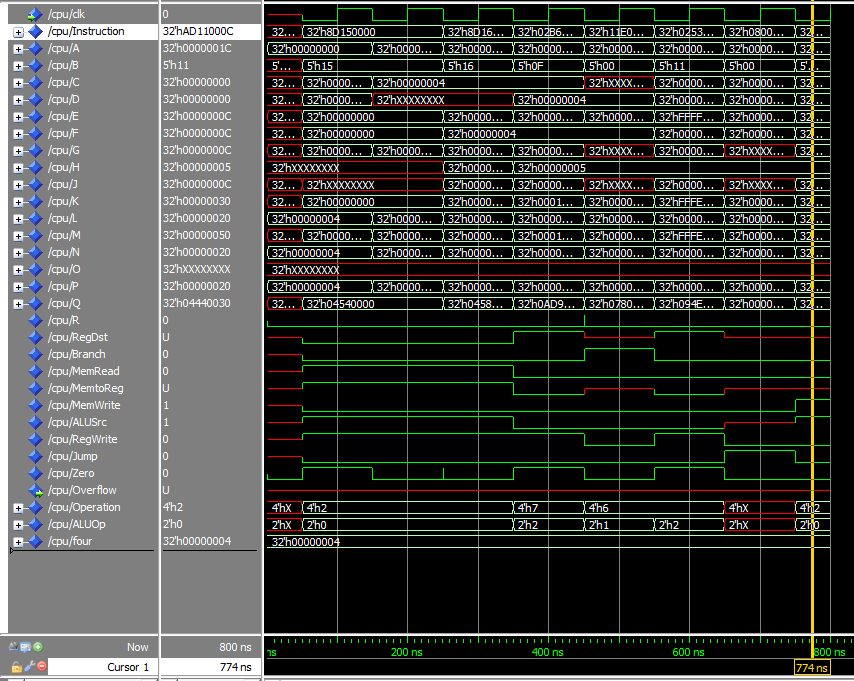 /cpu/clk 0
/cpu/Instruction 32'hAD11000C 32... 32'h8D150000 32'h8D16... 32'h02B6... 32'h11E0... 32'h0253... 32'h0800... 32...
/cpu/A 32'h0000001C 32'h00000000 32'h0000... 32'h0000... 32'h0000... 32'h0000... 32'h0000... 32'h0000... 32...
/cpu/B 5'h11 5'... 5'h15 5'h16 5'h0F 5'h00 5'h11 5'h00 5'...
/cpu/C 32'h00000000 32... 32'h0000... 32'h00000004 32'hXXXX... 32'h0000... 32'h0000... 32...
/cpu/D 32'h00000000 32... 32'h0000... 32'hXXXXXXXX 32'h00000004 32'h0000... 32'h0000... 32...
/cpu/E 32'h0000000C 32... 32'h00000000 32'h0000... 32'h0000... 32'h0000... 32'hFFFF... 32'h0000... 32...
/cpu/F 32'h0000000C 32... 32'h00000000 32'h00000004 32'h0000... 32'h0000... 32...
/cpu/G 32'h0000000C 32... 32'h0000... 32'h0000... 32'h0000... 32'h0000... 32'hXXXX... 32'h0000... 32'hXXXX... 32...
/cpu/H 32'h00000005 32'hXXXXXXXX 32'h0000... 32'h00000005
/cpu/J 32'h0000000C 32... 32'hXXXXXXXX 32'h0000... 32'h0000... 32'hXXXX... 32'h0000... 32'hXXXX... 32...
/cpu/K 32'h00000030 32... 32'h00000000 32'h0000... 32'h0001... 32'h0000... 32'hFFFE... 32'h0000... 32...
/cpu/L 32'h00000020 32'h00000004 32'h0000... 32'h0000... 32'h0000... 32'h0000... 32'h0000... 32'h0000... 32...
/cpu/M 32'h00000050 32... 32'h0000... 32'h0000... 32'h0000... 32'h0001... 32'h0000... 32'hFFFE... 32'h0000... 32...
/cpu/N 32'h00000020 32'h00000004 32'h0000... 32'h0000... 32'h0000... 32'h0000... 32'h0000... 32'h0000... 32...
/cpu/O 32'hXXXXXXXX 32'hXXXXXXXX
/cpu/P 32'h00000020 32'h00000004 32'h0000... 32'h0000... 32'h0000... 32'h0000... 32'h0000... 32'h0000... 32...
/cpu/Q 32'h04440030 32... 32'h04540000 32'h0458... 32'h0AD9... 32'h0780... 32'h094E... 32'h0000... 32...
/cpu/R 0
/cpu/RegDst U
/cpu/Branch 0
/cpu/MemRead 0
/cpu/MemtoReg U
/cpu/MemWrite 1
/cpu/ALUSrc 1
/cpu/RegWrite 0
/cpu/Jump 0
/cpu/Zero 0
/cpu/Overflow U
/cpu/Operation 4'h2 4'hX 4'h2 4'h7 4'h6 4'hX 4'h2
/cpu/ALUOp 2'h0 2'hX 2'h0 2'h2 2'h1 2'h2 2'hX 2'h0
/cpu/four 32'h00000004 32'h00000004
Now 800 ns ns 200 ns 400 ns 600 ns 800 ns
Cursor 1 774 ns 774 ns